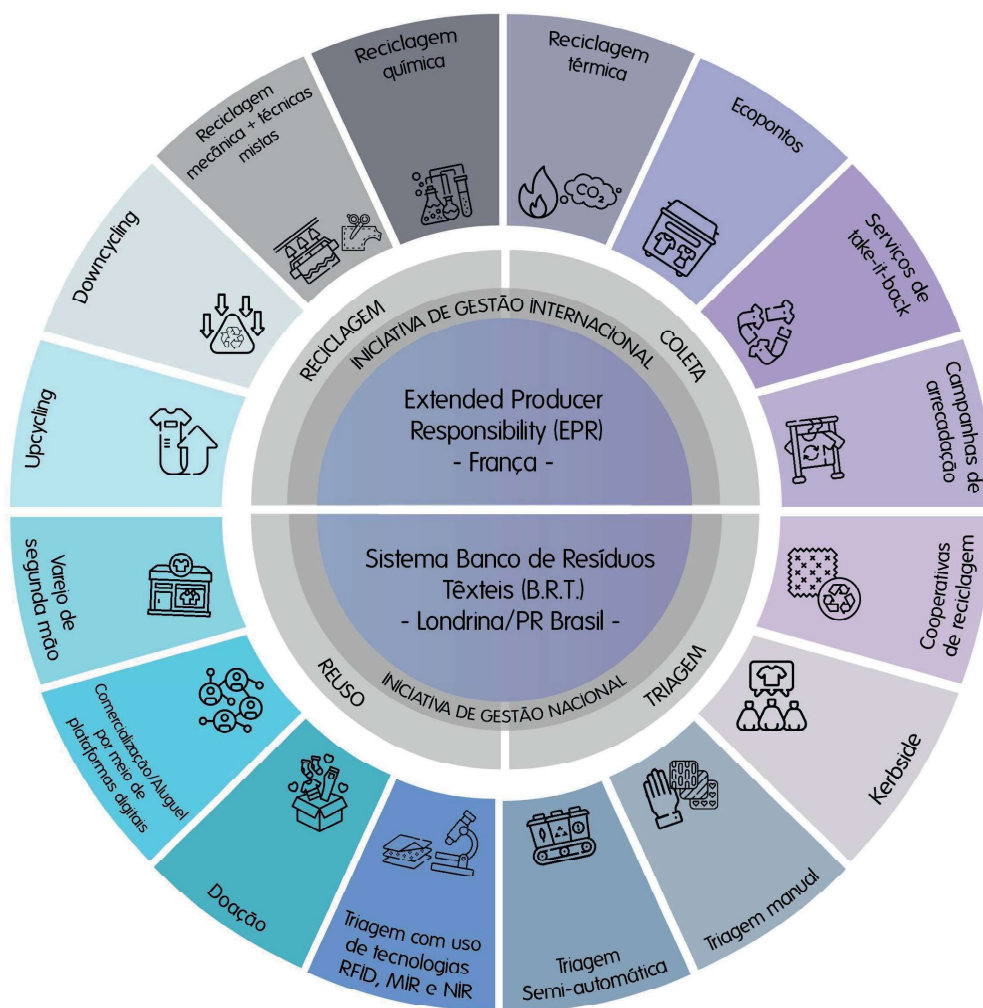 Reciclagem
química
Reciclagem
térmica
Ecopontos
Serviços de
take-it-back
Campanhas de
arrecadação
Cooperativas
de reciclagem
Kerbside
Triagem manual
Triagem
Semi-automática
Triagem com uso
de tecnologias
RFID, MIR e NIR
Doação
Comercialização/Aluguel
por meio de
plataformas digitais
Varejo de
segunda mão
Upcycling
Downcycling
Reciclagem
mecânica + técnicas
mistas
CO₂
RECICLAGEM
COLETA
TRIAGEM
REUSO
INICIATIVA DE GESTÃO INTERNACIONAL
Extended Producer
Responsibility (EPR)
- França -
Sistema Banco de Resíduos
Têxteis (B.R.T.)
- Londrina/PR Brasil -
INICIATIVA DE GESTÃO NACIONAL